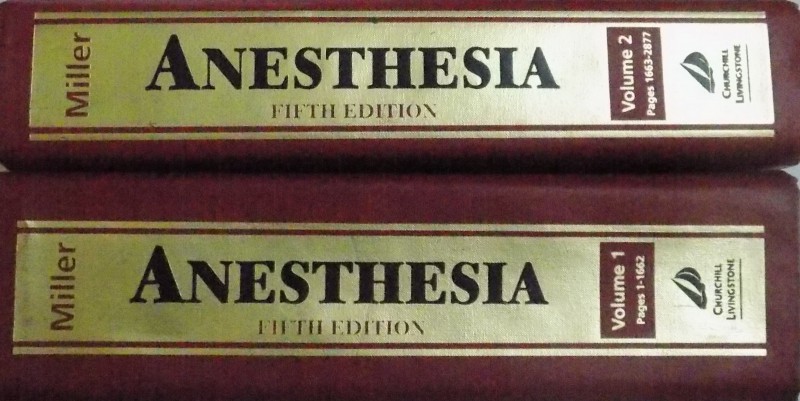 Miller
ANESTHESIA
FIFTH EDITION
Volume 2
Pages 1663-2877
CHURCHILL
LIVINGSTONE
Miller
ANESTHESIA
FIFTH EDITION
Volume 1
Pages 1-1662
CHURCHILL
LIVINGSTONE